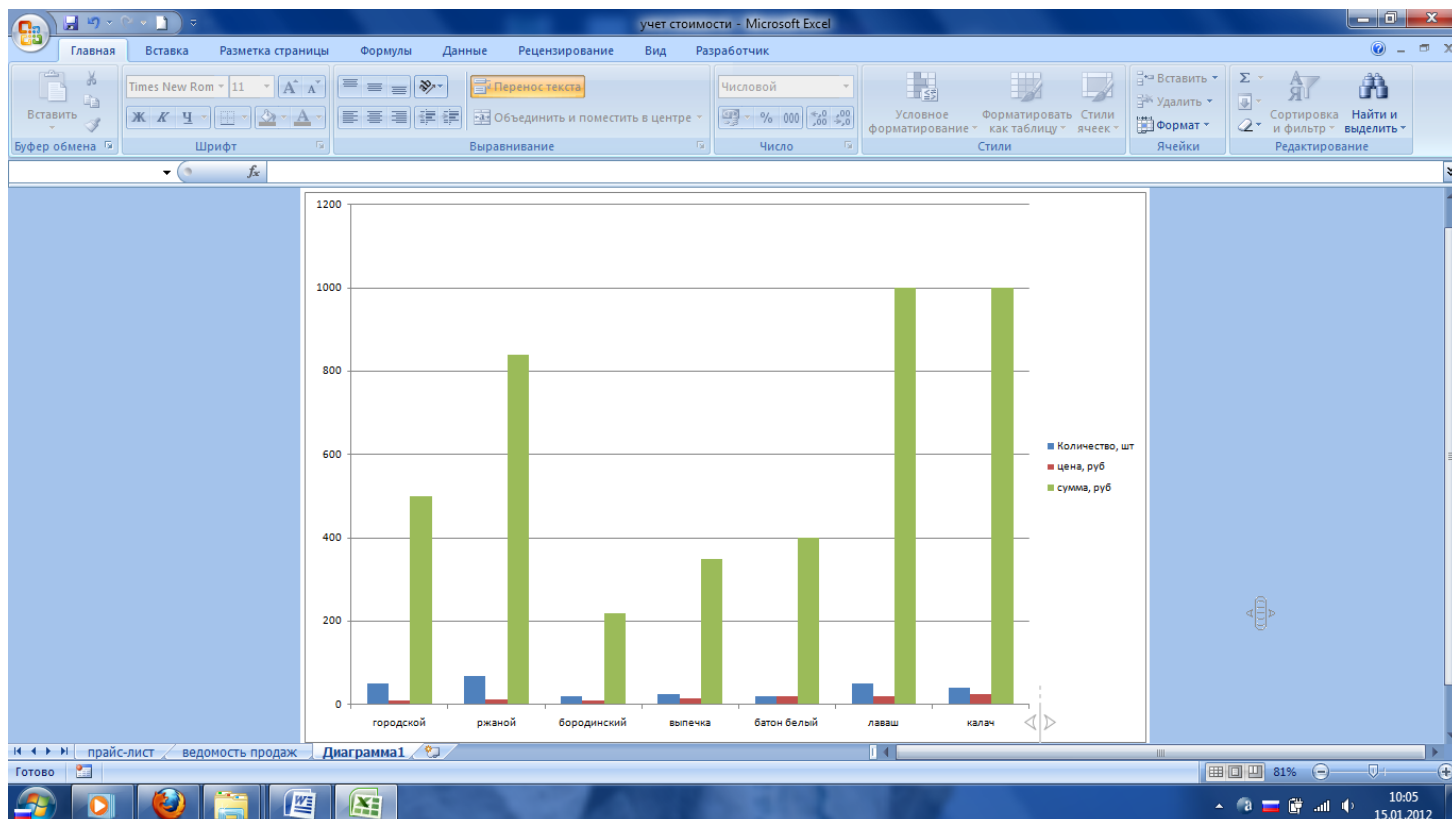 учет стоимости - Microsoft Excel
Главная Вставка Разметка страницы Формулы Данные Рецензирование Вид Разработчик
Вставить
Буфер обмена
Times New Rom 11
Ж К Ч
Шрифт
Перенос текста
Объединить и поместить в центре
Выравнивание
Числовой
% 000
Число
Условное форматирование
Форматировать как таблицу
Стили ячеек
Стили
Вставить
Удалить
Формат
Ячейки
Сортировка и фильтр
Найти и выделить
Редактирование
fx
1200
1000
800
600
400
200
0
городской ржаной бородинский выпечка батон белый лаваш калач
Количество, шт
цена, руб
сумма, руб
прайс-лист ведомость продаж Диаграмма1
Готово
81%
10:05
15.01.2012